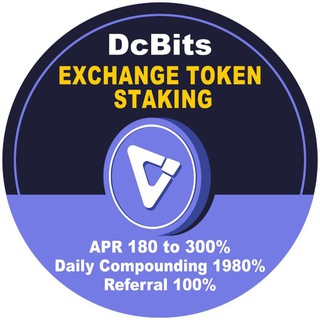 DcBits
EXCHANGE TOKEN
STAKING
APR 180 to 300%
Daily Compounding 1980%
Referral 100%